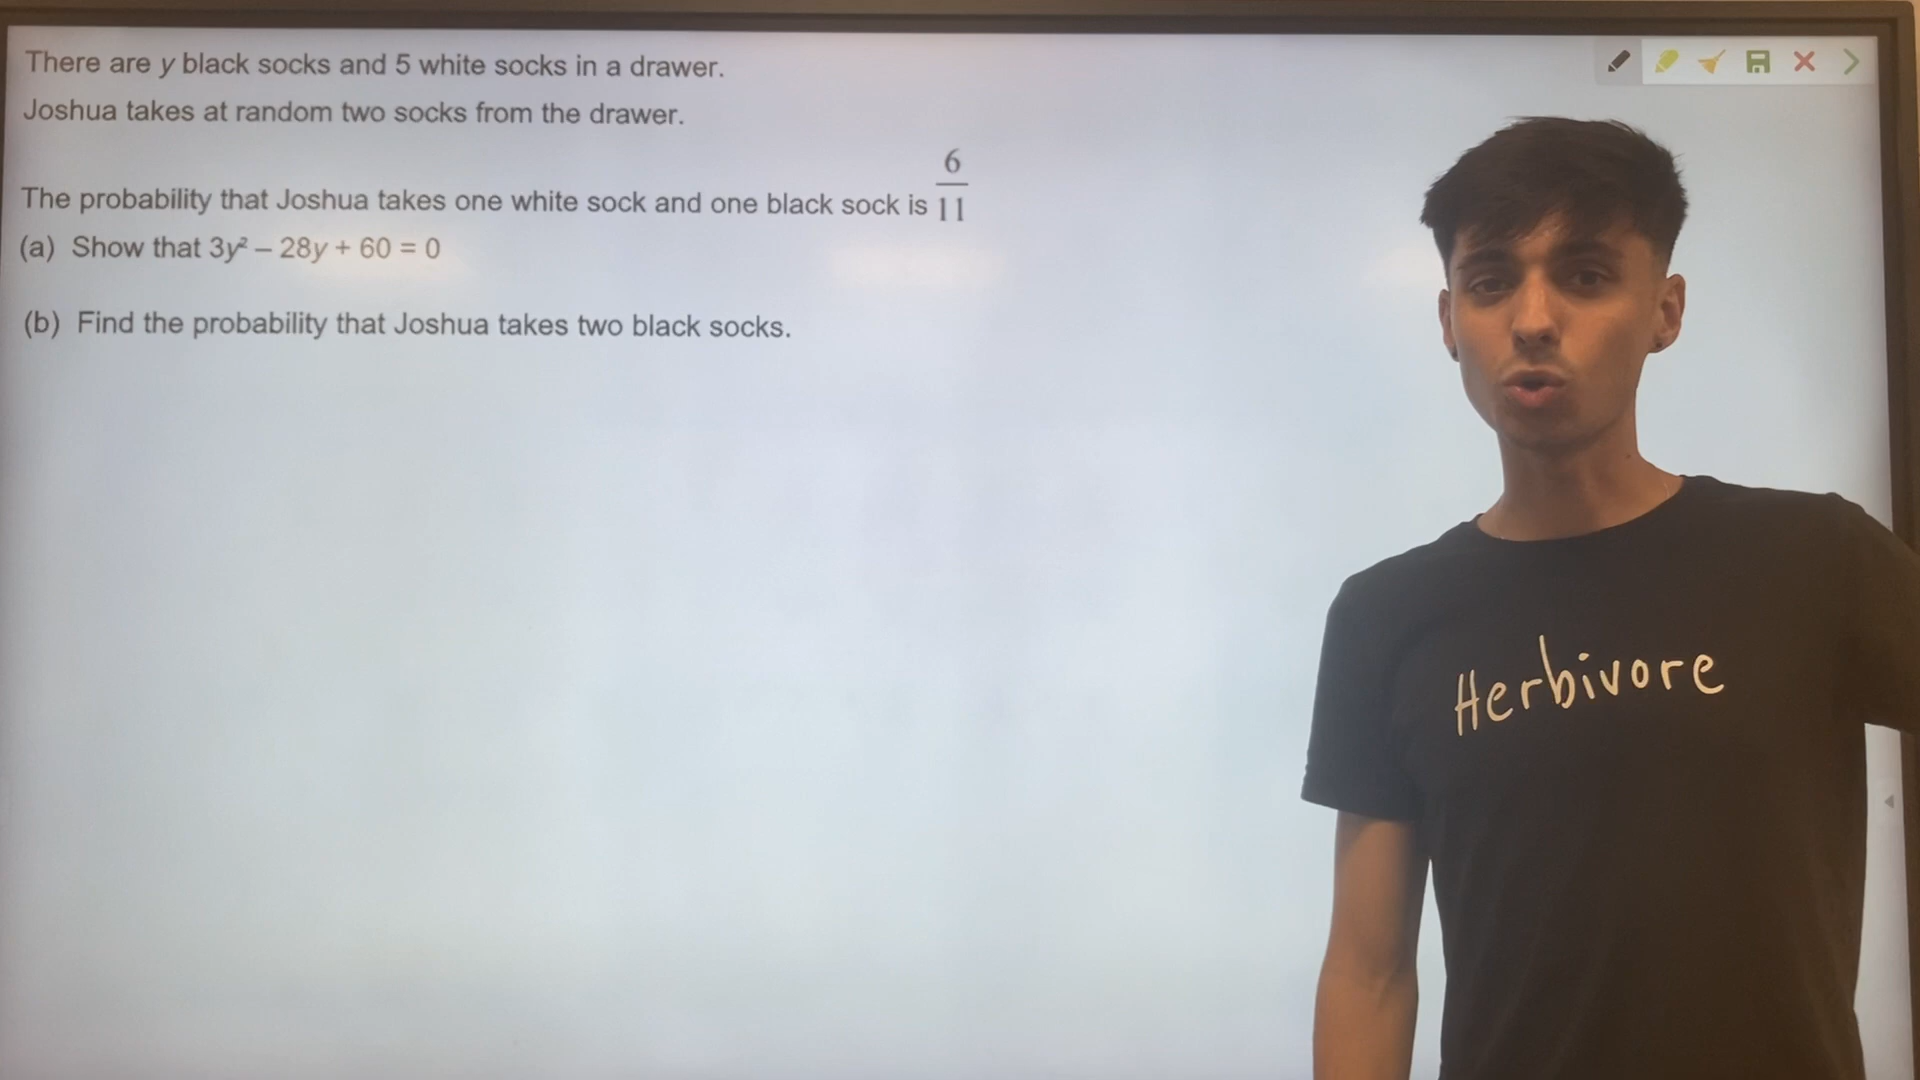 There are y black socks and 5 white socks in a drawer.
Joshua takes at random two socks from the drawer.
The probability that Joshua takes one white sock and one black sock is 6/11
(a) Show that 3y² – 28y + 60 = 0
(b) Find the probability that Joshua takes two black socks.
Herbivore